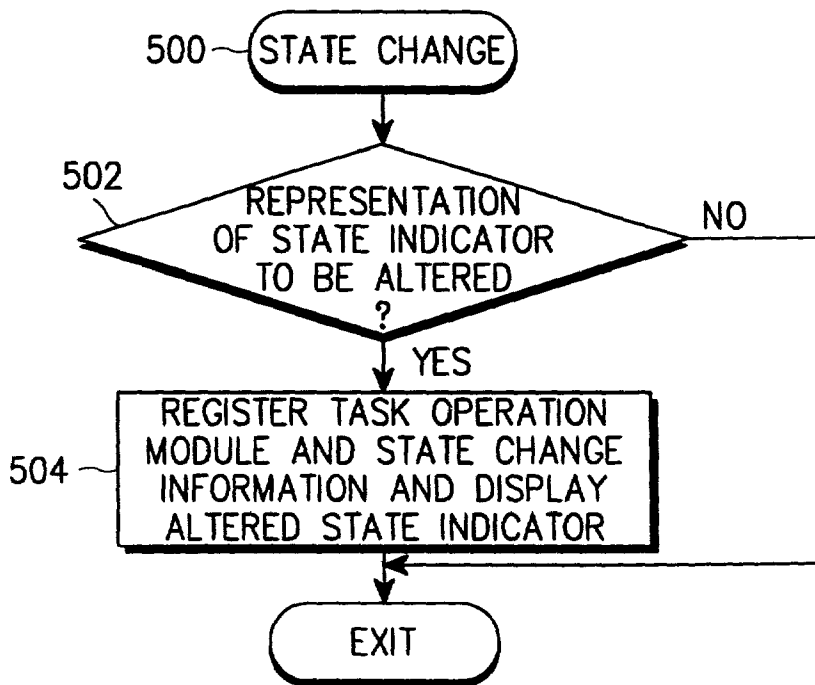 500
STATE CHANGE
502
REPRESENTATION
OF STATE INDICATOR
TO BE ALTERED
?
NO
YES
504
REGISTER TASK OPERATION
MODULE AND STATE CHANGE
INFORMATION AND DISPLAY
ALTERED STATE INDICATOR
EXIT